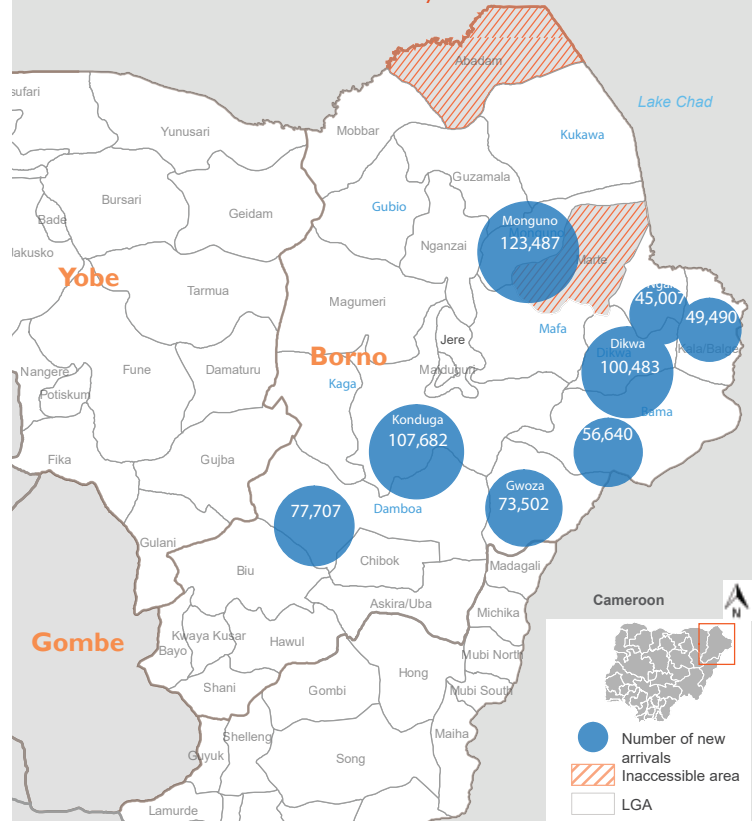 Abadam
Lake Chad
sufari
Yunusari
Mobbar
Kukawa
Guzamala
Bursari
Gubio
Geidam
Bade
Monguno
123,487
Nganzai
Jakusko
Marte
Yobe
Tarmua
Magumeri
45,007
49,490
Mafa
Jere
Dikwa
Dikwa
100,483
Kala/Balge
Borno
Nangere
Fune
Damaturu
Maiduguri
Kaga
Potiskum
Bama
Konduga
107,682
56,640
Fika
Gujba
Gwoza
73,502
77,707
Damboa
Gulani
Chibok
Biu
Madagali
Askira/Uba
Cameroon
N
Michika
Gombe
Kwaya Kusar
Bayo
Hawul
Mubi North
Hong
Shani
Gombi
Mubi South
Shelleng
Maiha
Guyuk
Song
Number of new
arrivals
Inaccessible area
LGA
Lamurde